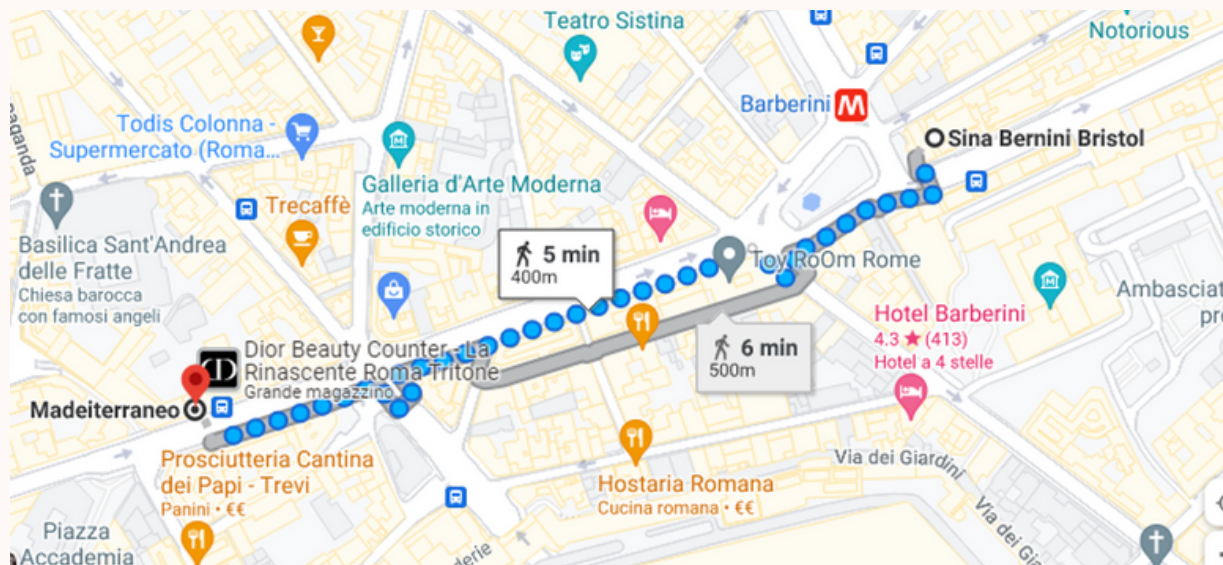 Teatro Sistina
Notorious
Barberini
M
Sina Bernini Bristol
Todis Colonna -
Supermercato (Roma...
Galleria d'Arte Moderna
Arte moderna in
edificio storico
Trecaffè
Basilica Sant'Andrea
delle Fratte
Chiesa barocca
con famosi angeli
5 min
400m
Toy RoOm Rome
Ambasciat
Hotel Barberini
4.3 ★ (413)
Hotel a 4 stelle
6 min
500m
Dior Beauty Counter - La
Rinascente Roma Tritone
Grande magazzino
Madeiterraneo
Prosciutteria Cantina
dei Papi - Trevi
Panini • €€
Hostaria Romana
Cucina romana • €€
Via dei Giardini
Via dei Gia
Piazza
Accademia